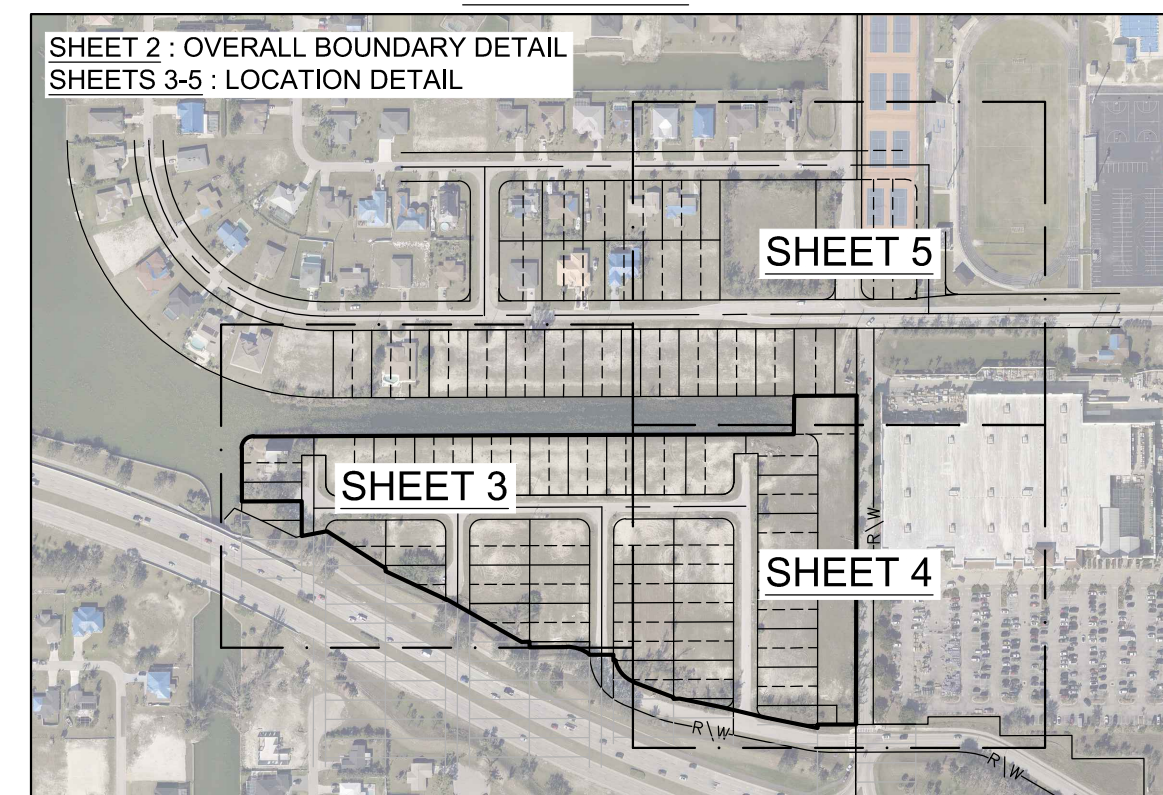 SHEET 2 : OVERALL BOUNDARY DETAIL
SHEETS 3-5 : LOCATION DETAIL
SHEET 5
SHEET 3
R\W
SHEET 4
R\W
R\W